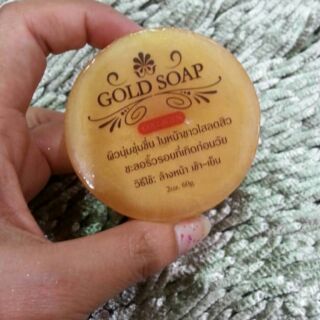 GOLD SOAP
COLLAGEN
ผิวนุ่มชุ่มชื่น ใบหน้าขาวใสลดสิว
ชะลอริ้วรอยที่เกิดก่อนวัย
วิธีใช้: ล้างหน้า เช้า-เย็น
2oz. 60g